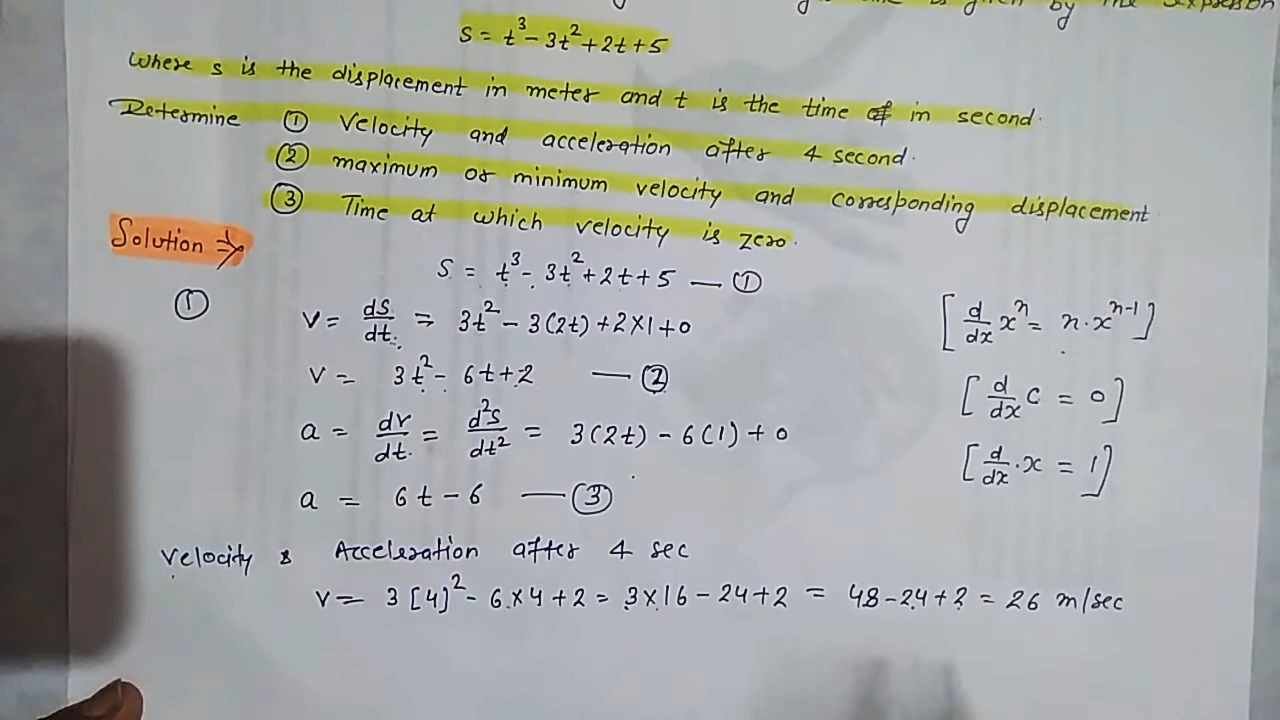 is given by the expression
s = t³ - 3t² + 2t + 5
where s is the displacement in meter and t is the time in second.
Determine ① Velocity and acceleration after 4 second.
② maximum or minimum velocity and corresponding displacement
③ Time at which velocity is zero.
Solution ⇒
s = t³ - 3t² + 2t + 5 — ①
① v = ds/dt = 3t² - 3(2t) + 2×1 + 0 [d/dx xⁿ = n·xⁿ⁻¹]
v = 3t² - 6t + 2 — ② [d/dx c = 0]
a = dv/dt = d²s/dt² = 3(2t) - 6(1) + 0 [d/dx · x = 1]
a = 6t - 6 — ③
Velocity & Acceleration after 4 sec
v = 3[4]² - 6×4 + 2 = 3×16 - 24 + 2 = 48 - 24 + 2 = 26 m/sec